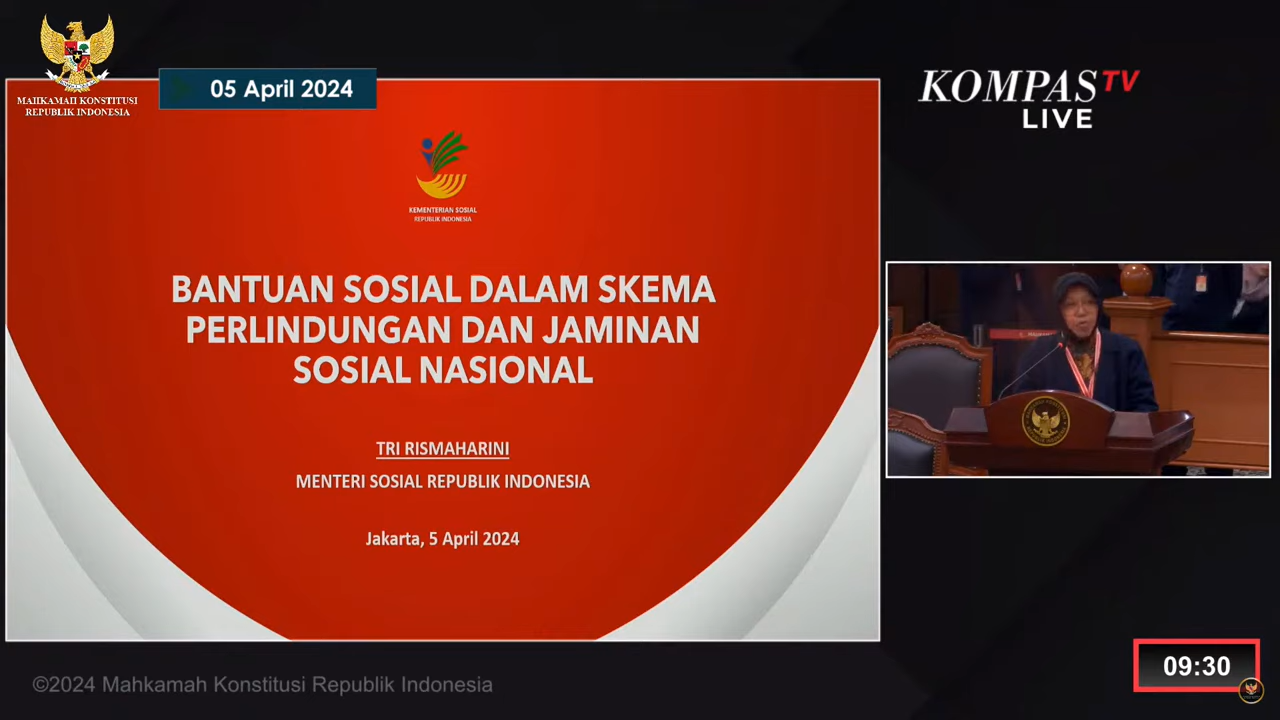 MAHKAMAH KONSTITUSI
REPUBLIK INDONESIA
05 April 2024
KOMPAS TV
LIVE
KEMENTERIAN SOSIAL
REPUBLIK INDONESIA
BANTUAN SOSIAL DALAM SKEMA
PERLINDUNGAN DAN JAMINAN
SOSIAL NASIONAL
TRI RISMAHARINI
MENTERI SOSIAL REPUBLIK INDONESIA
Jakarta, 5 April 2024
09:30
©2024 Mahkamah Konstitusi Republik Indonesia